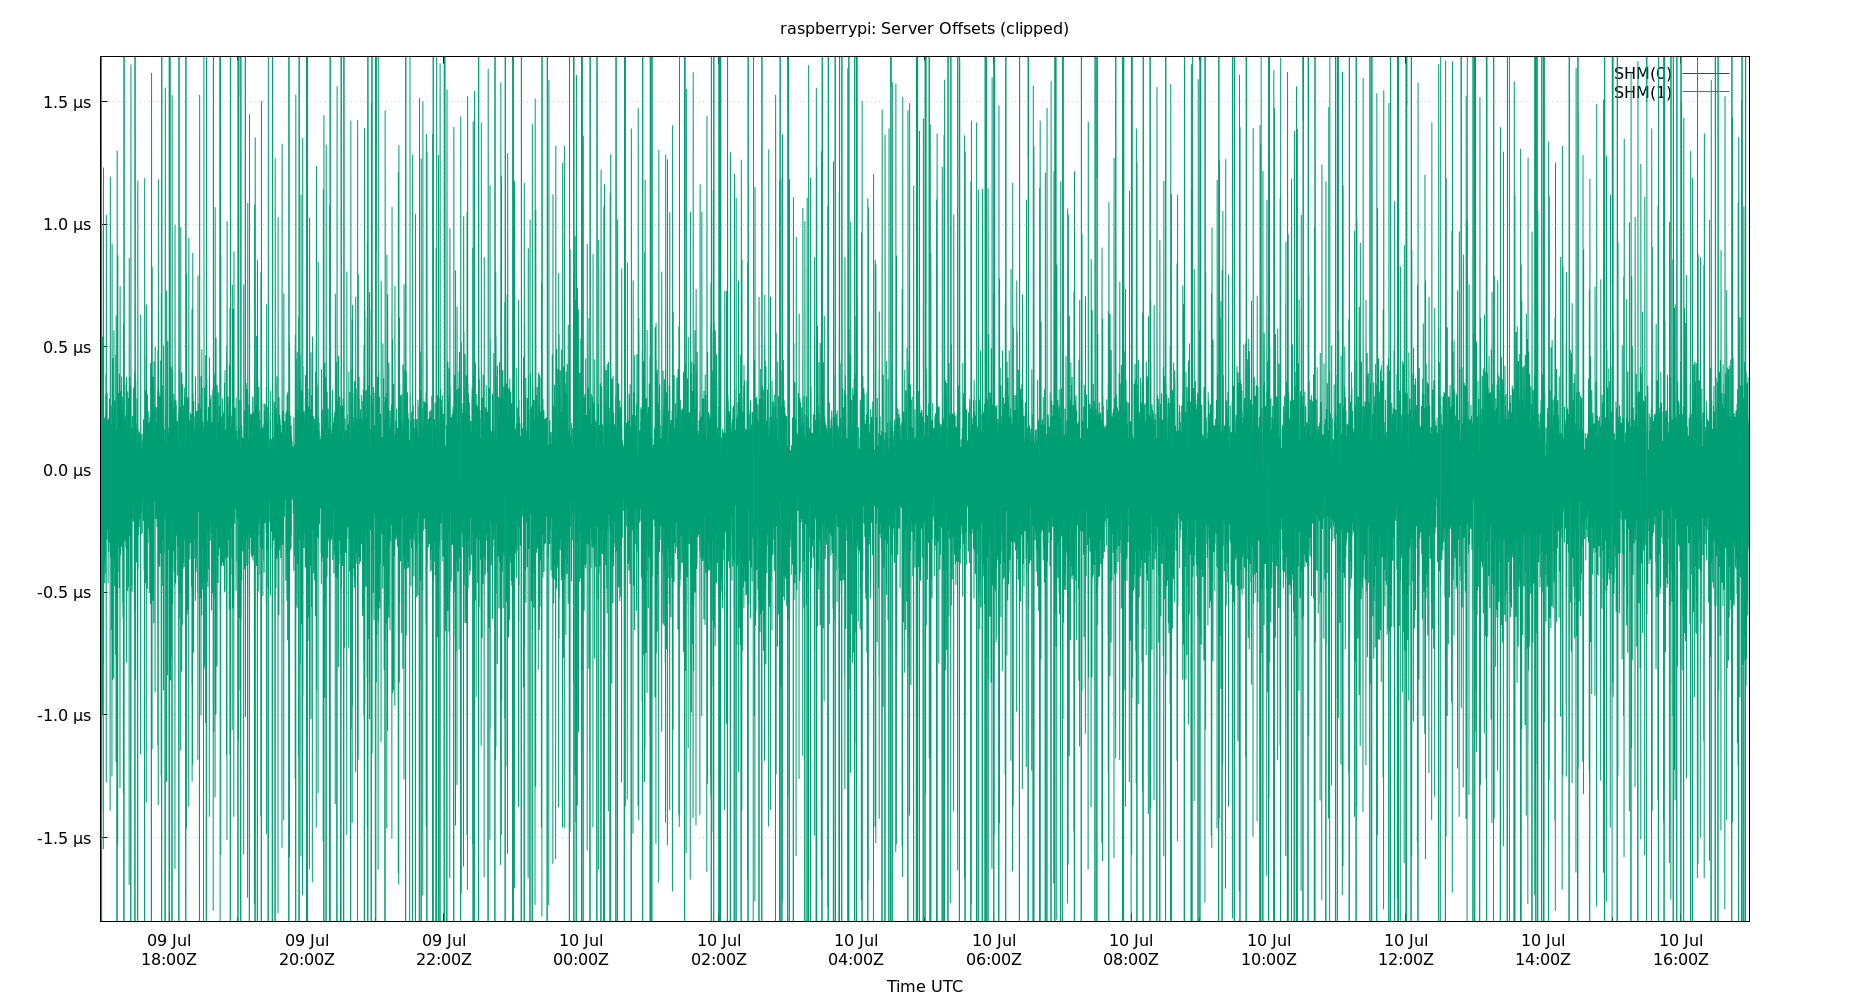 raspberrypi: Server Offsets (clipped)
SHM(0)
SHM(1)
1.5 µs
1.0 µs
0.5 µs
0.0 µs
-0.5 µs
-1.0 µs
-1.5 µs
09 Jul 09 Jul 09 Jul 10 Jul 10 Jul 10 Jul 10 Jul 10 Jul 10 Jul 10 Jul 10 Jul 10 Jul
18:00Z 20:00Z 22:00Z 00:00Z 02:00Z 04:00Z 06:00Z 08:00Z 10:00Z 12:00Z 14:00Z 16:00Z
Time UTC